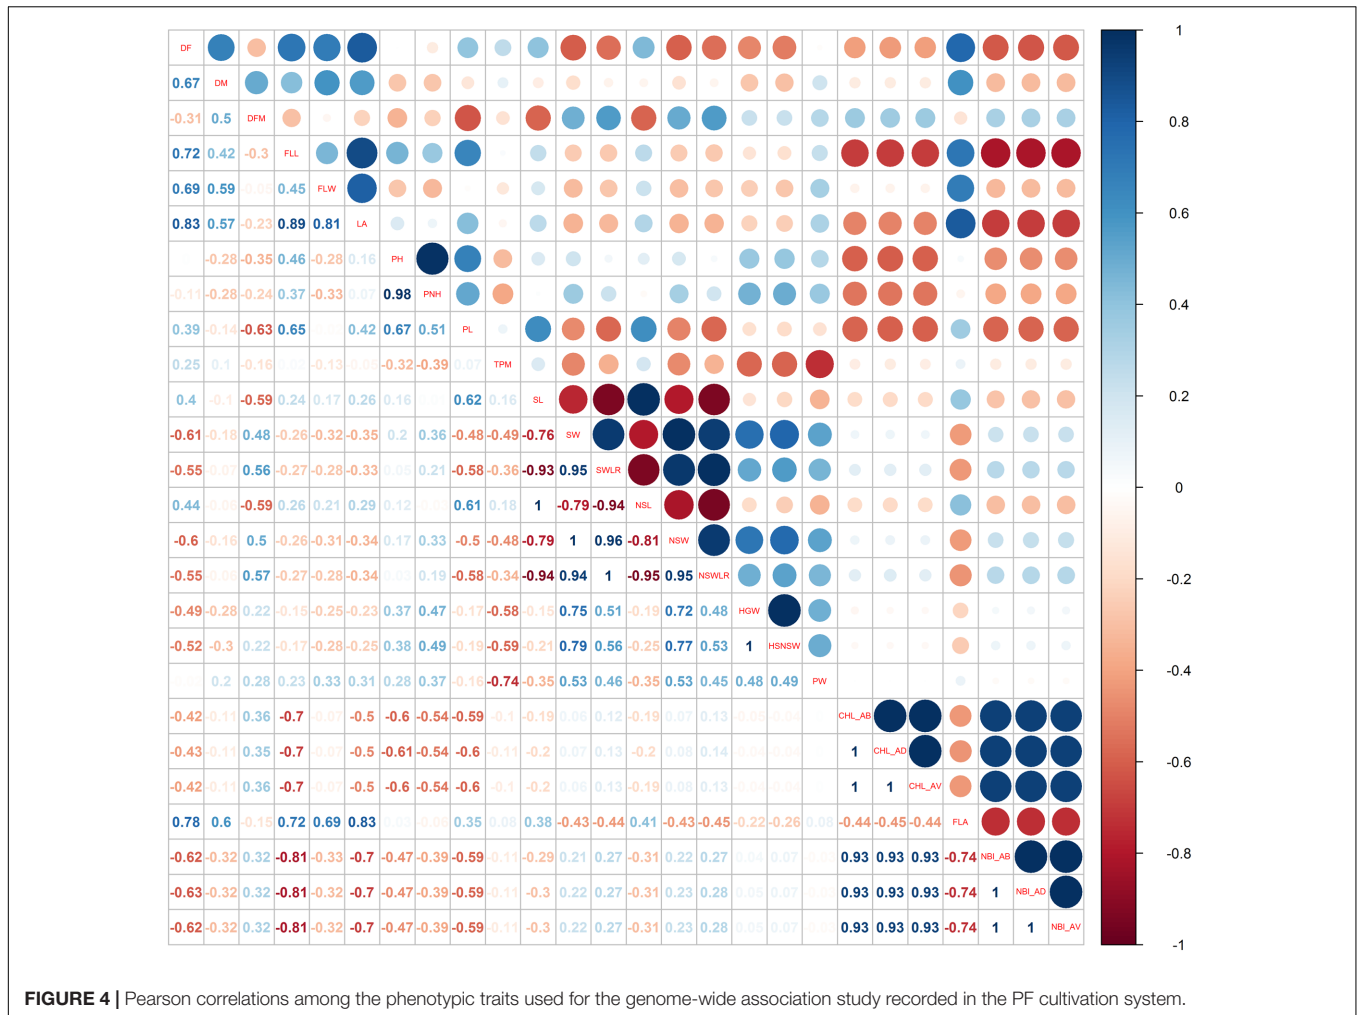 DF 1
0.67 DM
-0.31 0.5 DFM 0.8
0.72 0.42 -0.3 FLL
0.69 0.59 -0.05 0.45 FLW 0.6
0.83 0.57 -0.23 0.89 0.81 LA
-0.28 -0.35 0.46 -0.28 0.16 PH
-0.11 -0.28 -0.24 0.37 -0.33 0.07 0.98 PNH 0.4
0.39 -0.14 -0.63 0.65 0.42 0.67 0.51 PL
0.25 0.1 -0.16 -0.13 -0.05 -0.32 -0.39 0.07 TPM
0.4 -0.1 -0.59 0.24 0.17 0.26 0.16 0.62 0.16 SL 0.2
-0.61 -0.18 0.48 -0.26 -0.32 -0.35 0.2 0.36 -0.48 -0.49 -0.76 SW
-0.55 -0.07 0.56 -0.27 -0.28 -0.33 0.05 0.21 -0.58 -0.36 -0.93 0.95 SWLR 0
0.44 -0.59 0.26 0.21 0.29 0.12 0.61 0.18 1 -0.79 -0.94 NSL
-0.6 -0.16 0.5 -0.26 -0.31 -0.34 0.17 0.33 -0.5 -0.48 -0.79 1 0.96 -0.81 NSW
-0.55 0.57 -0.27 -0.28 -0.34 0.19 -0.58 -0.34 -0.94 0.94 1 -0.95 0.95 NSWLR -0.2
-0.49 -0.28 0.22 -0.15 -0.25 -0.23 0.37 0.47 -0.17 -0.58 -0.15 0.75 0.51 -0.19 0.72 0.48 HGW
-0.52 -0.3 0.22 -0.17 -0.28 -0.25 0.38 0.49 -0.19 -0.59 -0.21 0.79 0.56 -0.25 0.77 0.53 1 HSNSW
0.2 0.28 0.23 0.33 0.31 0.28 0.37 -0.16 -0.74 -0.35 0.53 0.46 -0.35 0.53 0.45 0.48 0.49 PW -0.4
-0.42 -0.11 0.36 -0.7 -0.07 -0.5 -0.6 -0.54 -0.59 -0.1 -0.19 0.06 0.12 -0.19 0.07 0.13 -0.05 -0.04 CHL_AB
-0.43 -0.11 0.35 -0.7 -0.07 -0.5 -0.61 -0.54 -0.6 -0.11 -0.2 0.07 0.13 -0.2 0.08 0.14 -0.04 -0.04 1 CHL_AD -0.6
-0.42 -0.11 0.36 -0.7 -0.07 -0.5 -0.6 -0.54 -0.6 -0.1 -0.2 0.06 0.13 -0.19 0.08 0.13 -0.04 -0.04 1 1 CHL_AV
0.78 0.6 -0.15 0.72 0.69 0.83 -0.06 0.35 0.08 0.38 -0.43 -0.44 0.41 -0.43 -0.45 -0.22 -0.26 0.08 -0.44 -0.45 -0.44 FLA
-0.62 -0.32 0.32 -0.81 -0.33 -0.7 -0.47 -0.39 -0.59 -0.11 -0.29 0.21 0.27 -0.31 0.22 0.27 0.04 0.07 0.93 0.93 0.93 -0.74 NBI_AB -0.8
-0.63 -0.32 0.32 -0.81 -0.32 -0.7 -0.47 -0.39 -0.59 -0.11 -0.3 0.22 0.27 -0.31 0.23 0.28 0.05 0.07 0.93 0.93 0.93 -0.74 1 NBI_AD
-0.62 -0.32 0.32 -0.81 -0.32 -0.7 -0.47 -0.39 -0.59 -0.11 -0.3 0.22 0.27 -0.31 0.23 0.28 0.05 0.07 0.93 0.93 0.93 -0.74 1 1 NBI_AV -1
FIGURE 4 | Pearson correlations among the phenotypic traits used for the genome-wide association study recorded in the PF cultivation system.